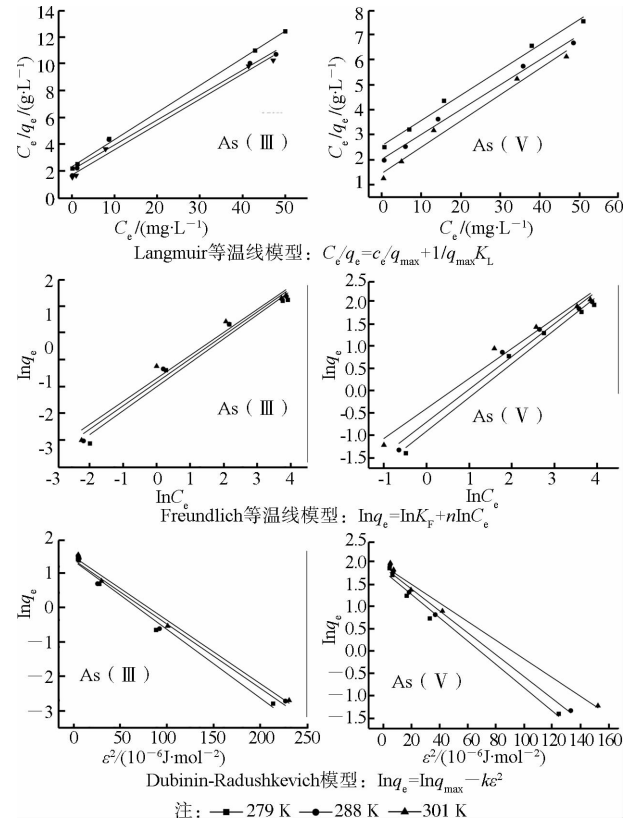 14
12
10
8
6
4
2
0
Cₑ/qₑ/(g·L⁻¹)
As（Ⅲ）
0 10 20 30 40 50 60
Cₑ/(mg·L⁻¹)
8
7
6
5
4
3
2
1
Cₑ/qₑ/(g·L⁻¹)
As（Ⅴ）
0 10 20 30 40 50 60
Cₑ/(mg·L⁻¹)
Langmuir等温线模型：Cₑ/qₑ=cₑ/qmax+1/qmaxKL
2
1
0
-1
-2
-3
lnqₑ
As（Ⅲ）
-3 -2 -1 0 1 2 3 4
lnCₑ
2.5
2.0
1.5
1.0
0.5
0.0
-0.5
-1.0
-1.5
lnqₑ
As（Ⅴ）
-1 0 1 2 3 4
lnCₑ
Freundlich等温线模型：lnqₑ=lnKF+nlnCₑ
2
1
0
—1
—2
—3
lnqₑ
As（Ⅲ）
0 50 100 150 200 250
ε²/(10⁻⁶J·mol⁻²)
2.5
2.0
1.5
1.0
0.5
0.0
—0.5
—1.0
—1.5
lnqₑ
As（Ⅴ）
0 20 40 60 80 100 120 140 160
ε²/(10⁻⁶J·mol⁻²)
Dubinin-Radushkevich模型：lnqₑ=lnqmax—kε²
注：—■—279 K —●—288 K —▲—301 K